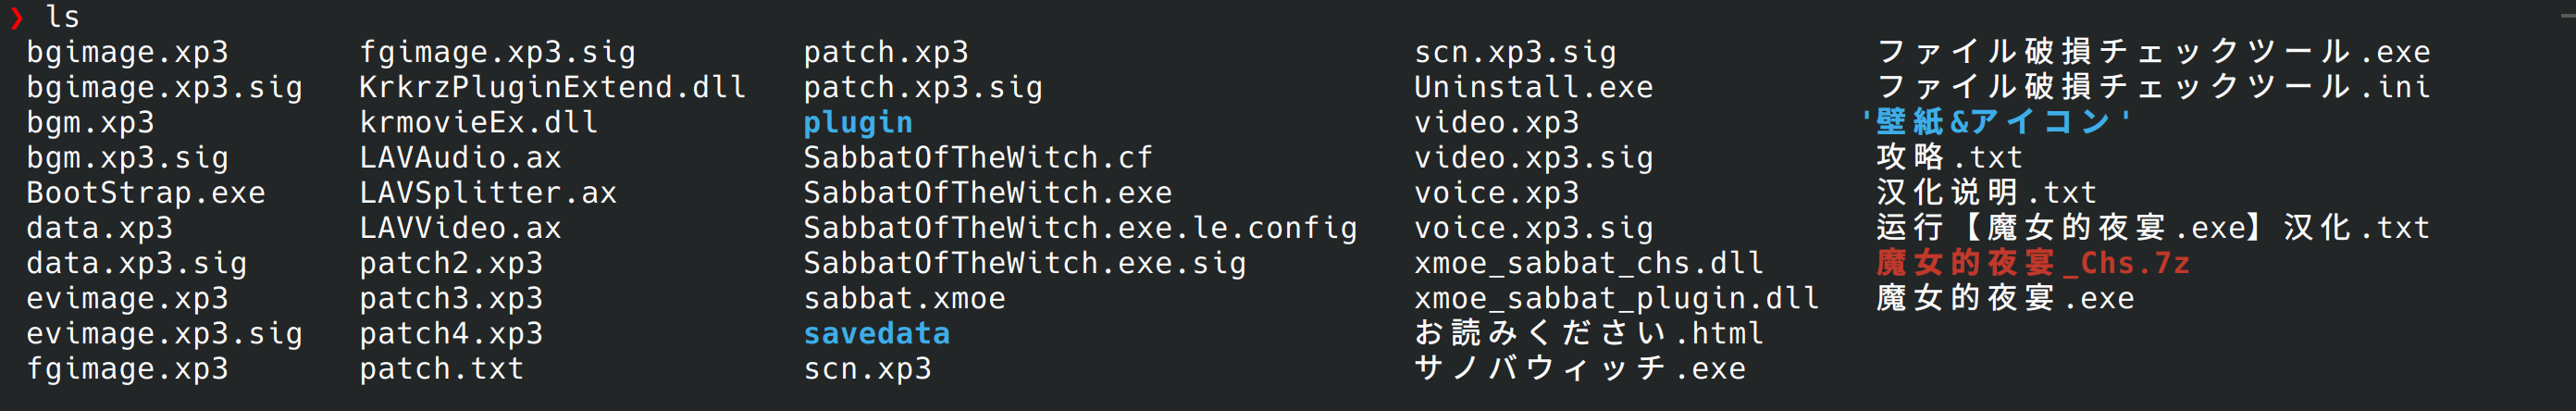 ❯ ls
bgimage.xp3 fgimage.xp3.sig patch.xp3 scn.xp3.sig ファイル破損チェックツール.exe
bgimage.xp3.sig KrkrzPluginExtend.dll patch.xp3.sig Uninstall.exe ファイル破損チェックツール.ini
bgm.xp3 krmovieEx.dll plugin video.xp3 '壁紙&アイコン'
bgm.xp3.sig LAVAudio.ax SabbatOfTheWitch.cf video.xp3.sig 攻略.txt
BootStrap.exe LAVSplitter.ax SabbatOfTheWitch.exe voice.xp3 汉化说明.txt
data.xp3 LAVVideo.ax SabbatOfTheWitch.exe.le.config voice.xp3.sig 运行【魔女的夜宴.exe】汉化.txt
data.xp3.sig patch2.xp3 SabbatOfTheWitch.exe.sig xmoe_sabbat_chs.dll 魔女的夜宴_Chs.7z
evimage.xp3 patch3.xp3 sabbat.xmoe xmoe_sabbat_plugin.dll 魔女的夜宴.exe
evimage.xp3.sig patch4.xp3 savedata お読みください.html
fgimage.xp3 patch.txt scn.xp3 サノバウィッチ.exe